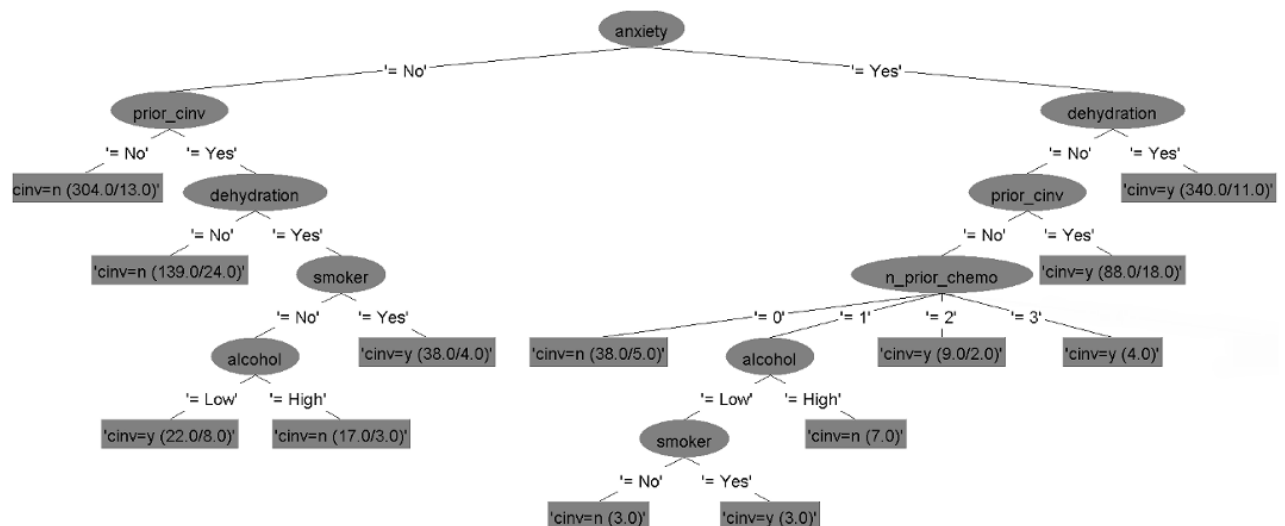 anxiety
'= No' '= Yes'
prior_cinv dehydration
'= No' '= Yes' '= No' '= Yes'
cinv=n (304.0/13.0)' dehydration prior_cinv 'cinv=y (340.0/11.0)'
'= No' '= Yes' '= No' '= Yes'
'cinv=n (139.0/24.0)' smoker n_prior_chemo 'cinv=y (88.0/18.0)'
'= No' '= Yes' '= 0' '= 1' '= 2' '= 3'
alcohol 'cinv=y (38.0/4.0)' 'cinv=n (38.0/5.0)' alcohol 'cinv=y (9.0/2.0)' 'cinv=y (4.0)'
'= Low' '= High' '= Low' '= High'
'cinv=y (22.0/8.0)' 'cinv=n (17.0/3.0)' smoker 'cinv=n (7.0)'
'= No' '= Yes'
'cinv=n (3.0)' 'cinv=y (3.0)'